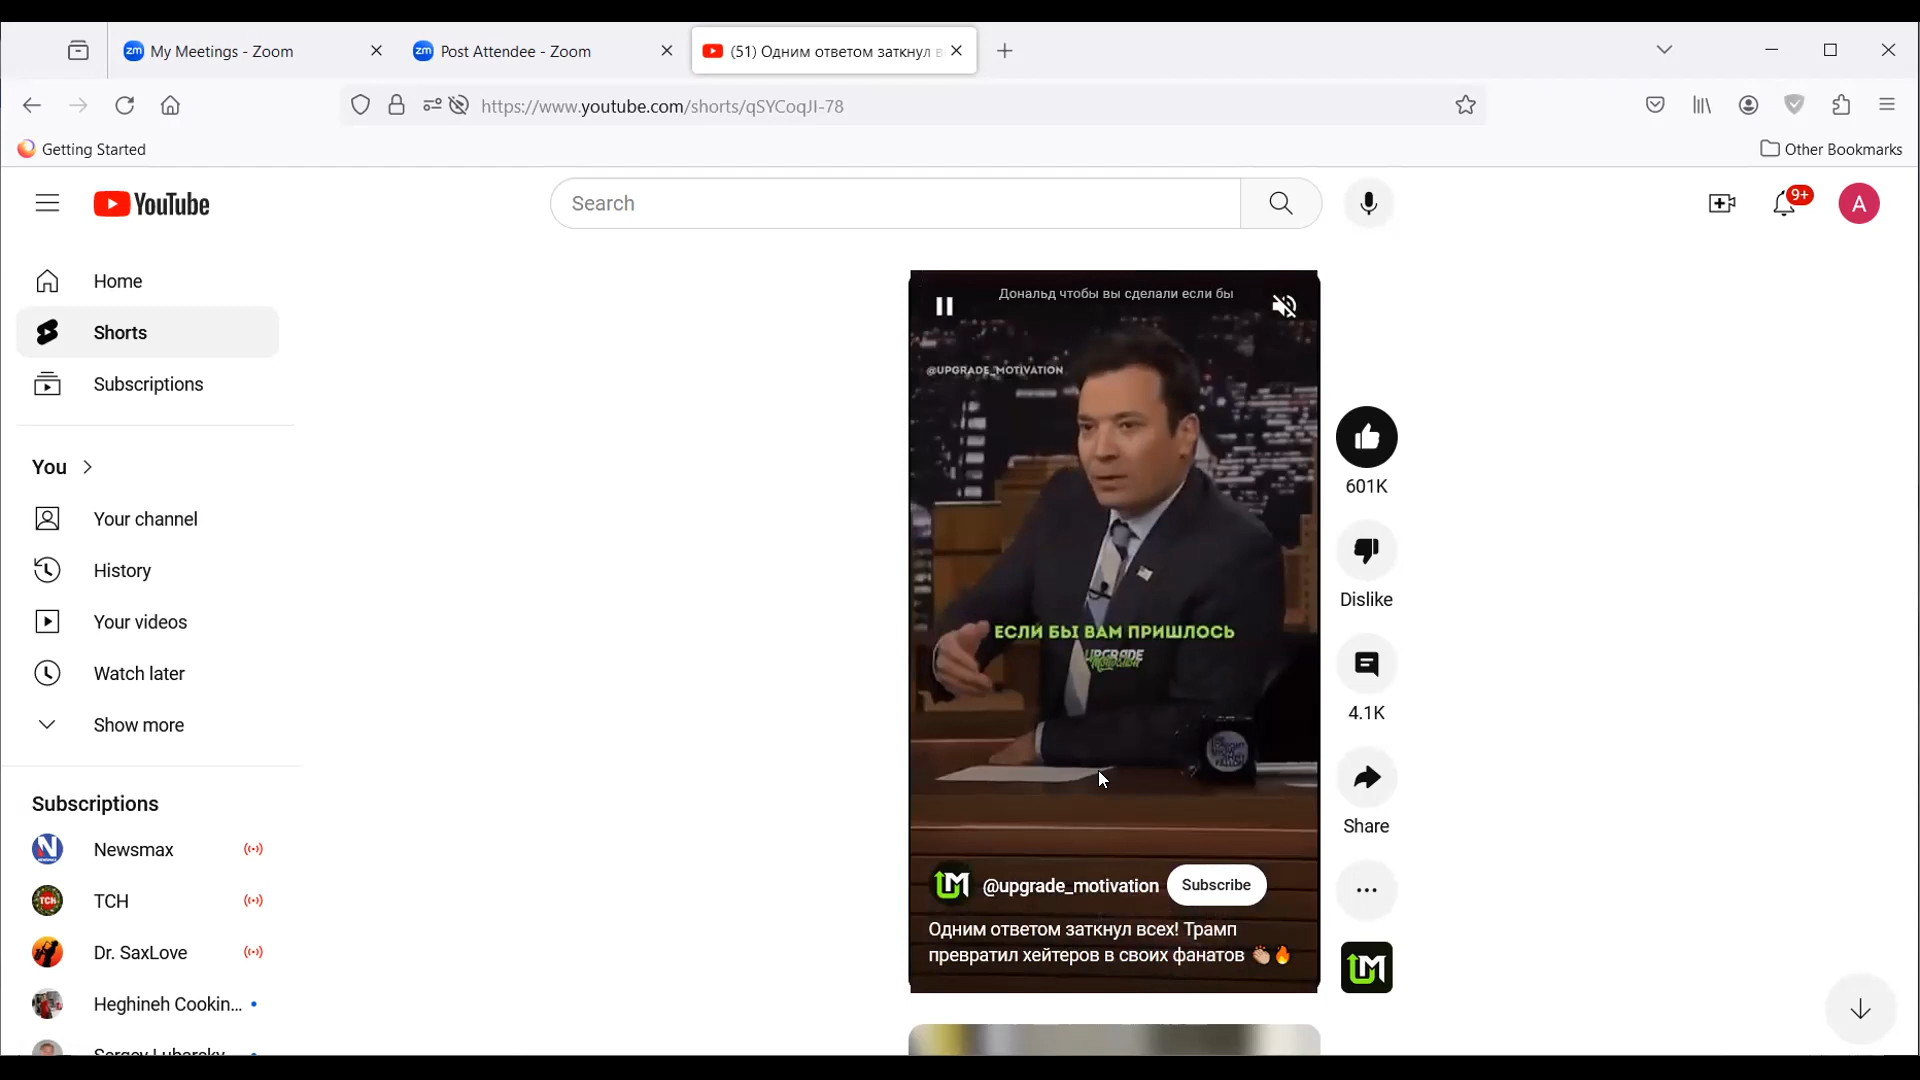 My Meetings - Zoom
Post Attendee - Zoom
(51) Одним ответом заткнул в
https://www.youtube.com/shorts/qSYCoqJI-78
Getting Started
Other Bookmarks
YouTube
Search
9+
A
Home
Shorts
Subscriptions
You
Your channel
History
Your videos
Watch later
Show more
Subscriptions
Newsmax
ТСН
Dr. SaxLove
Heghineh Cookin...
Sergey Lubarsky
Дональд чтобы вы сделали если бы
@UPGRADE_MOTIVATION
ЕСЛИ БЫ ВАМ ПРИШЛОСЬ
UPGRADE
Motivation
@upgrade_motivation
Subscribe
Одним ответом заткнул всех! Трамп
превратил хейтеров в своих фанатов 👏🏼🔥
601K
Dislike
4.1K
Share